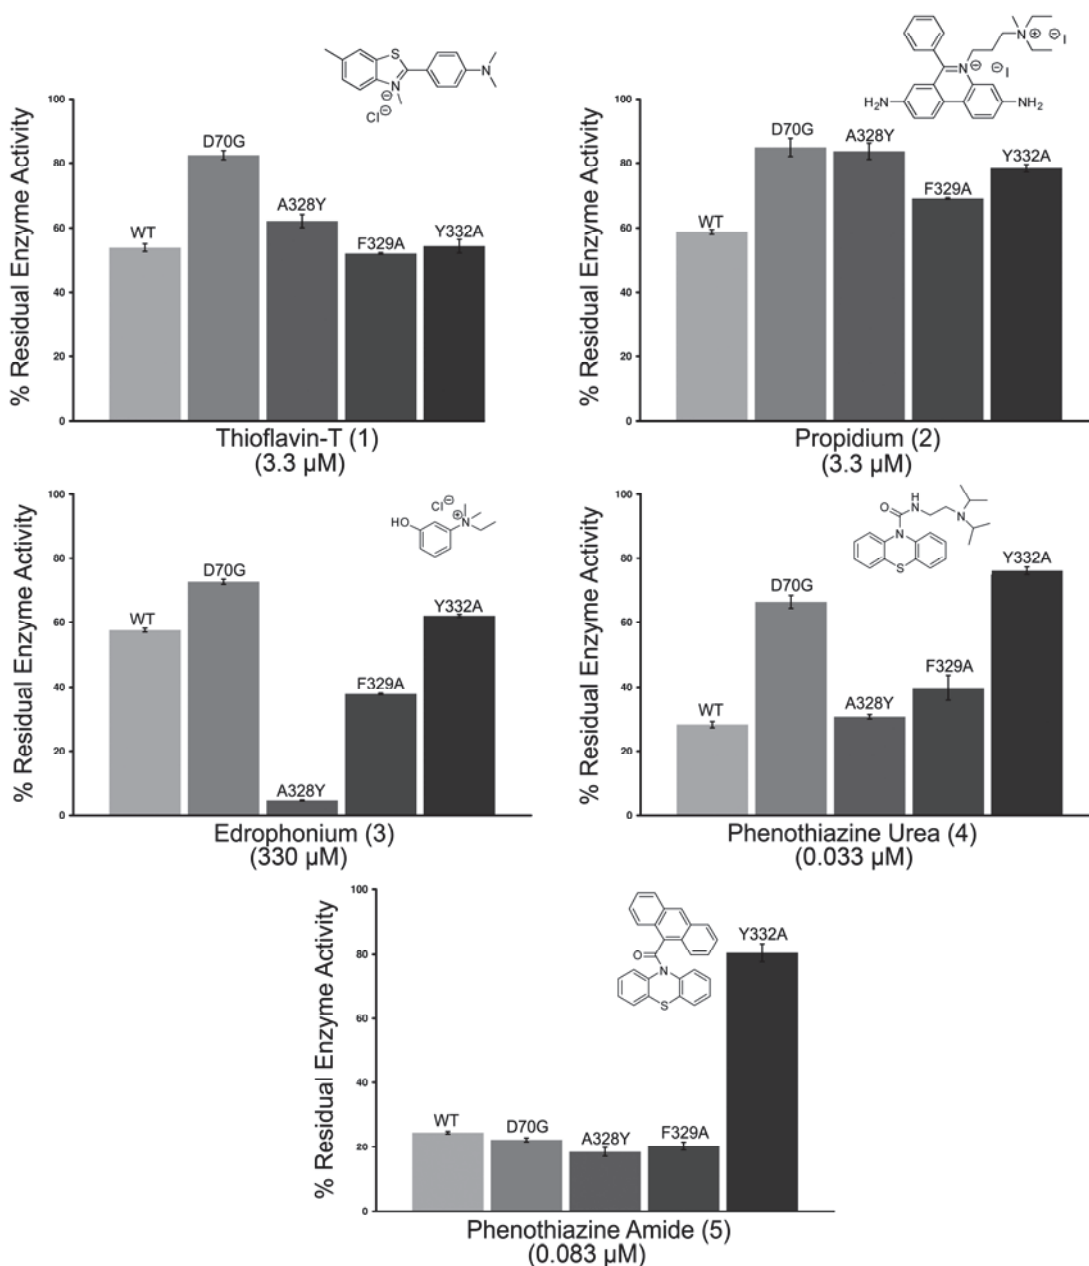 % Residual Enzyme Activity
100
80
60
40
20
0
WT
D70G
A328Y
F329A
Y332A
S
N
N
Cl⊖
Thioflavin-T (1)
(3.3 µM)
% Residual Enzyme Activity
100
80
60
40
20
0
WT
D70G
A328Y
F329A
Y332A
N
+
⊖I
N⊖
⊖I
H₂N
NH₂
Propidium (2)
(3.3 µM)
% Residual Enzyme Activity
100
80
60
40
20
0
WT
D70G
A328Y
F329A
Y332A
Cl⊖
HO
N
+
Edrophonium (3)
(330 µM)
% Residual Enzyme Activity
100
80
60
40
20
0
WT
D70G
A328Y
F329A
Y332A
H
O
N
N
N
S
Phenothiazine Urea (4)
(0.033 µM)
% Residual Enzyme Activity
100
80
60
40
20
0
WT
D70G
A328Y
F329A
Y332A
O
N
S
Phenothiazine Amide (5)
(0.083 µM)